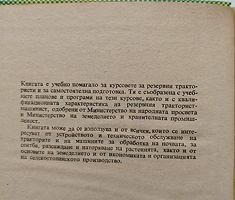 Книгата е учебно помагало за курсовете за резервни тракто-
ристи и за самостоятелна подготовка. Тя е съобразена с учеб-
ните планове и програми на тези курсове, както и с квали-
фикационната характеристика на резервния тракторист-
машинист, одобрени от Министерството на народната просвета
и Министерство на земеделието и хранителната промиш-
леност.
Книгата може да се използува и от всички, които се инте-
ресуват от устройството и техническото обслужване на
тракторите и на машините за обработка на почвата, за
сеитба, разсаждане и наторяване на растенията, както и от
основите на земеделието и от икономиката и организацията
на селскостопанското производство.